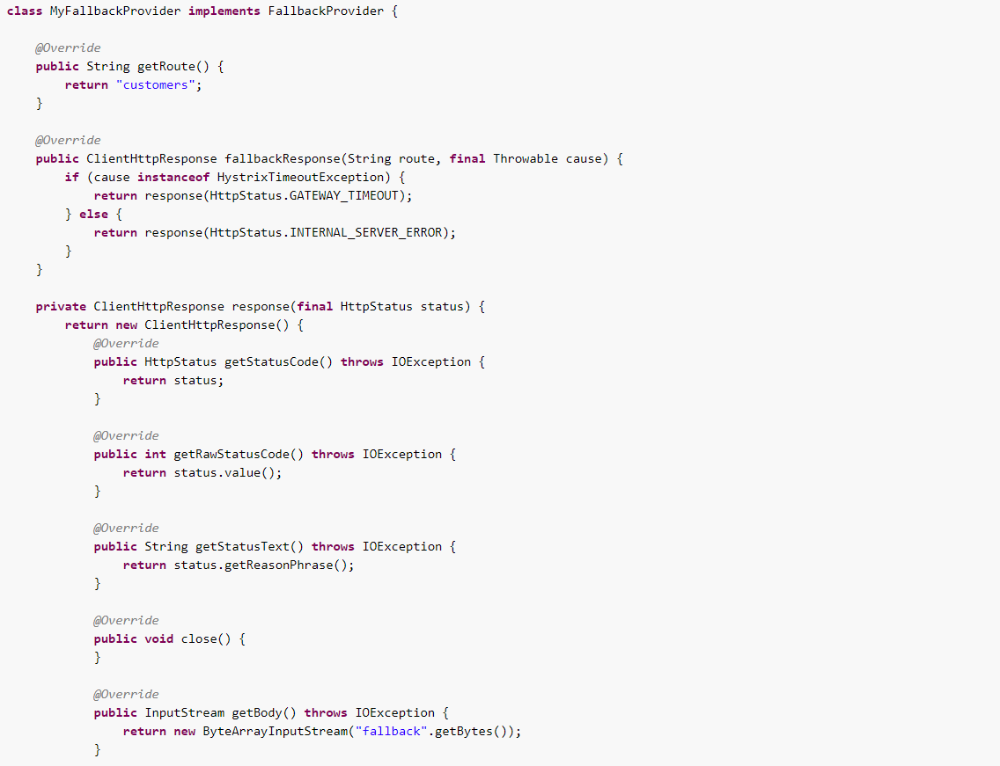 class MyFallbackProvider implements FallbackProvider {
@Override
public String getRoute() {
return "customers";
}
@Override
public ClientHttpResponse fallbackResponse(String route, final Throwable cause) {
if (cause instanceof HystrixTimeoutException) {
return response(HttpStatus.GATEWAY_TIMEOUT);
} else {
return response(HttpStatus.INTERNAL_SERVER_ERROR);
}
}
private ClientHttpResponse response(final HttpStatus status) {
return new ClientHttpResponse() {
@Override
public HttpStatus getStatusCode() throws IOException {
return status;
}
@Override
public int getRawStatusCode() throws IOException {
return status.value();
}
@Override
public String getStatusText() throws IOException {
return status.getReasonPhrase();
}
@Override
public void close() {
}
@Override
public InputStream getBody() throws IOException {
return new ByteArrayInputStream("fallback".getBytes());
}